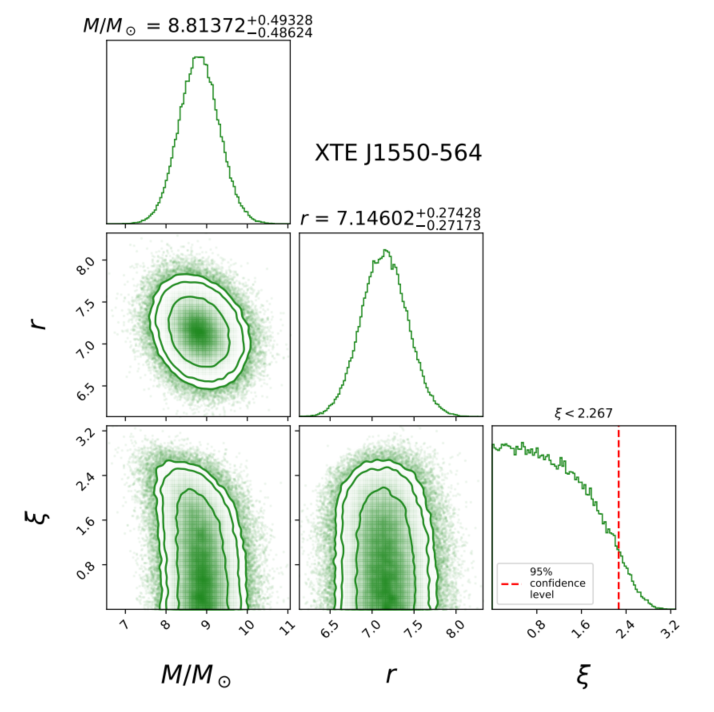 M/M⊙ = 8.81372+0.49328−0.48624
XTE J1550-564
r = 7.14602+0.27428−0.27173
8.0
7.5
7.0
6.5
r
ξ < 2.267
3.2
2.4
1.6
0.8
ξ
95%
confidence
level
7 8 9 10 11
6.5 7.0 7.5 8.0
0.8 1.6 2.4 3.2
M/M⊙
r
ξ